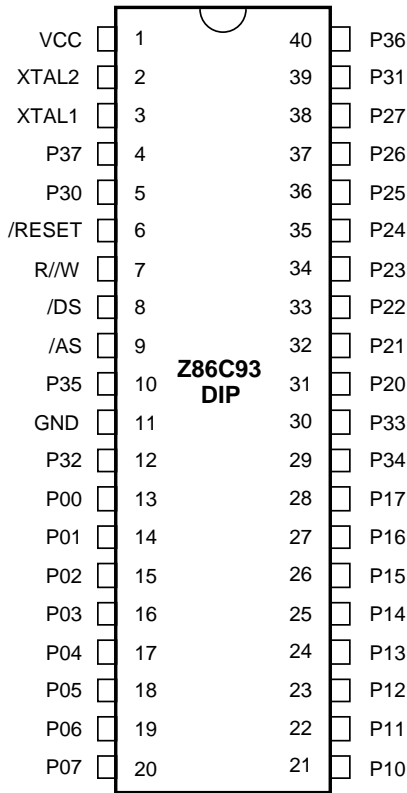 VCC 1 40 P36
XTAL2 2 39 P31
XTAL1 3 38 P27
P37 4 37 P26
P30 5 36 P25
/RESET 6 35 P24
R//W 7 34 P23
/DS 8 33 P22
/AS 9 32 P21
Z86C93
P35 10 31 P20
DIP
GND 11 30 P33
P32 12 29 P34
P00 13 28 P17
P01 14 27 P16
P02 15 26 P15
P03 16 25 P14
P04 17 24 P13
P05 18 23 P12
P06 19 22 P11
P07 20 21 P10